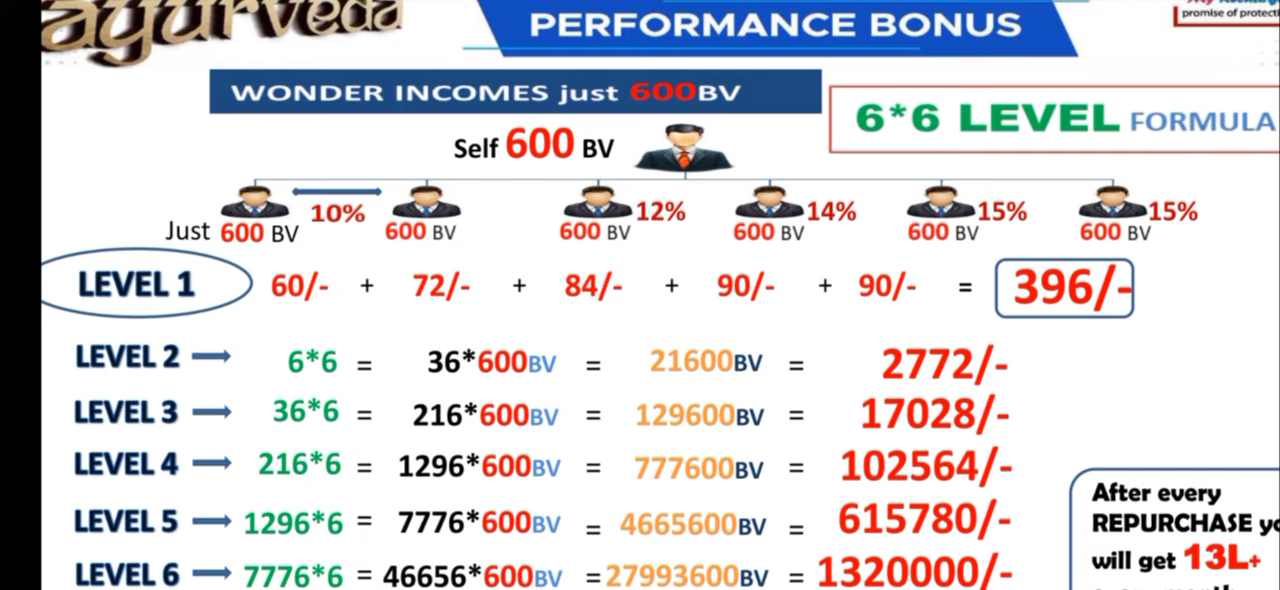 ayurveda
PERFORMANCE BONUS
promise of protecti
WONDER INCOMES just 600BV
6*6 LEVEL FORMULA
Self 600 BV
10% 12% 14% 15% 15%
Just 600 BV 600 BV 600 BV 600 BV 600 BV 600 BV
LEVEL 1 60/- + 72/- + 84/- + 90/- + 90/- = 396/-
LEVEL 2 6*6 = 36*600BV = 21600BV = 2772/-
LEVEL 3 36*6 = 216*600BV = 129600BV = 17028/-
LEVEL 4 216*6 = 1296*600BV = 777600BV = 102564/-
LEVEL 5 1296*6 = 7776*600BV = 4665600BV = 615780/-
LEVEL 6 7776*6 = 46656*600BV = 27993600BV = 1320000/-
After every
REPURCHASE yo
will get 13L+